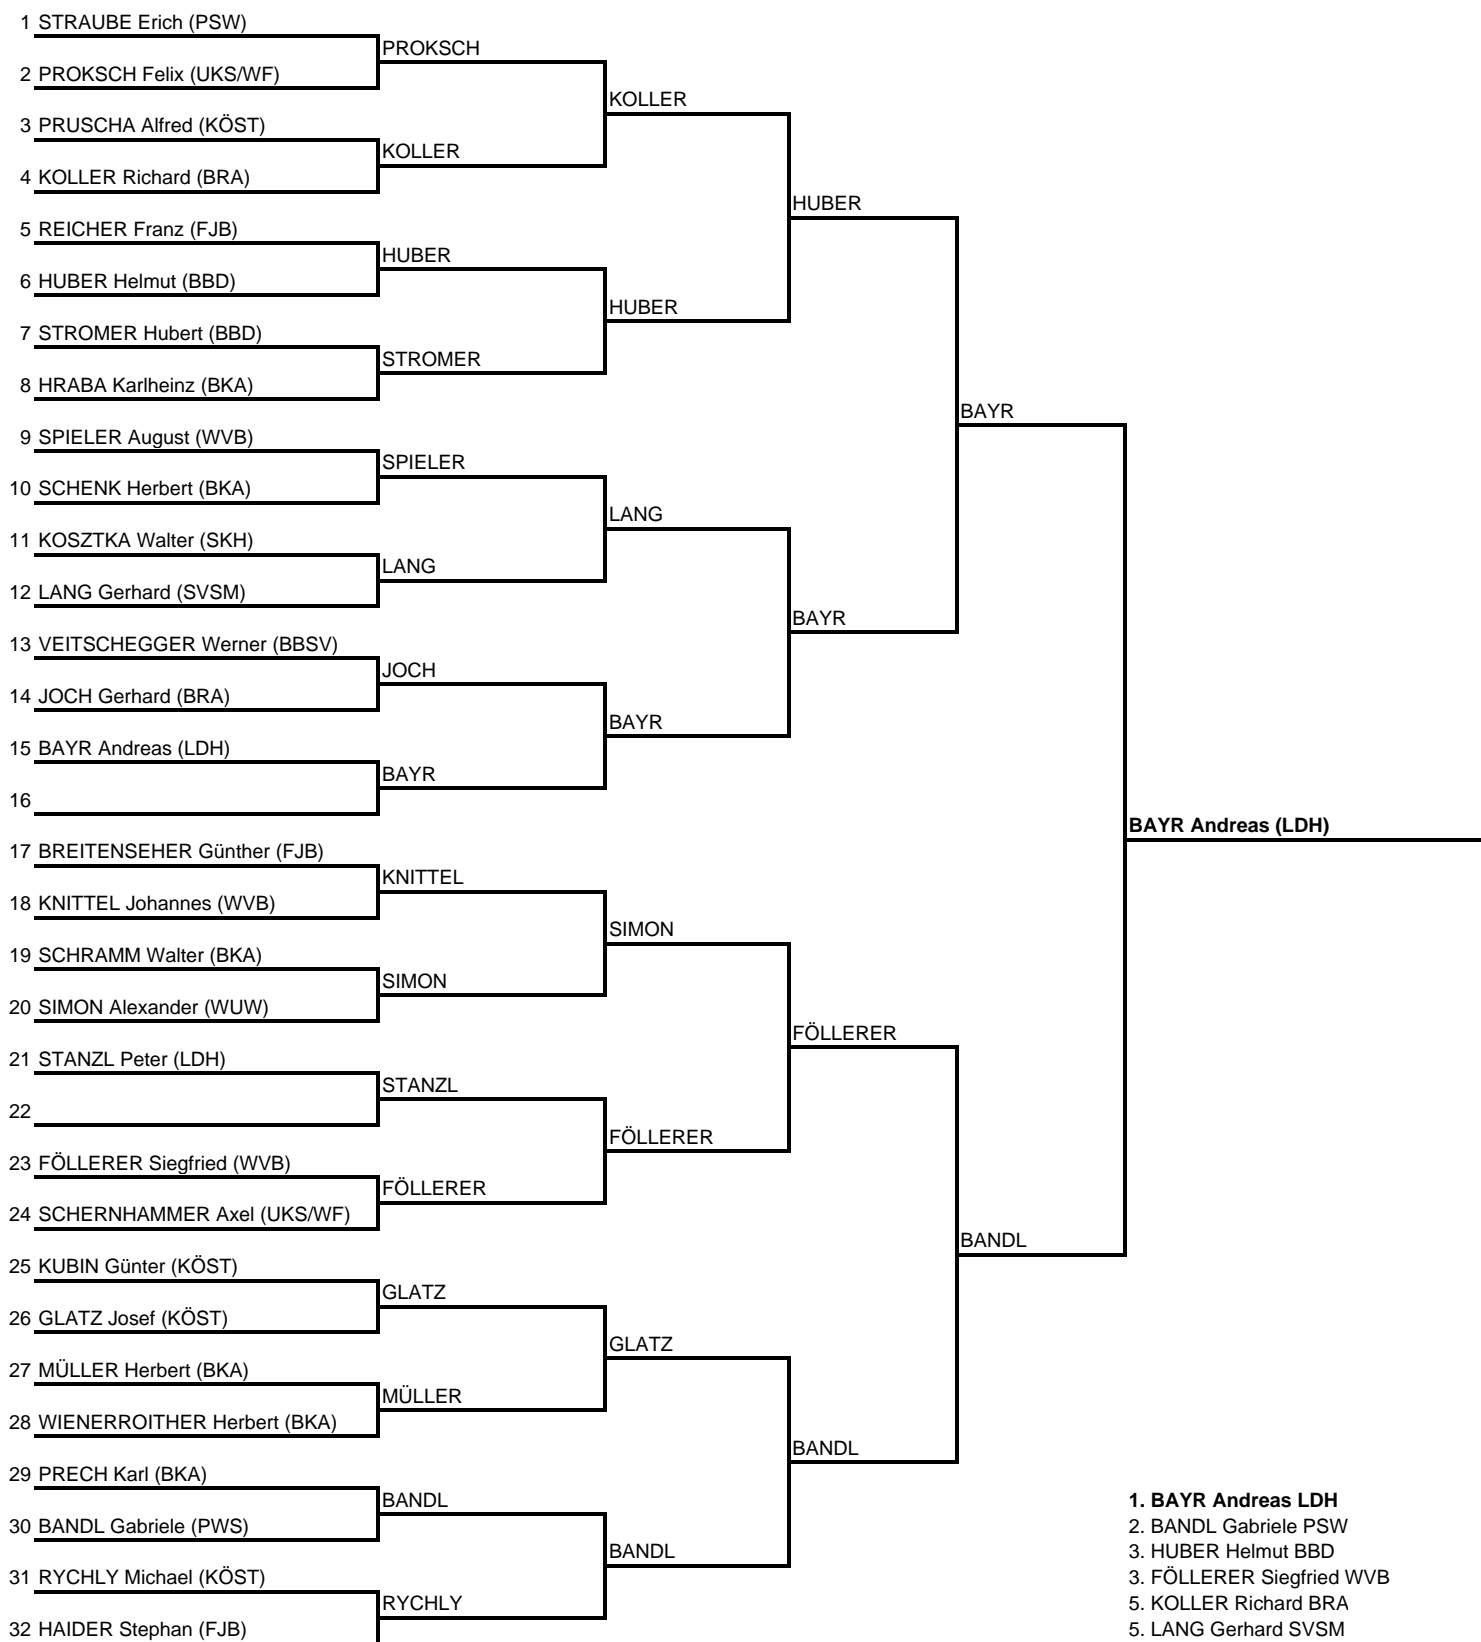 1 STRAUBE Erich (PSW)
PROKSCH
2 PROKSCH Felix (UKS/WF)
KOLLER
3 PRUSCHA Alfred (KÖST)
KOLLER
4 KOLLER Richard (BRA)
HUBER
5 REICHER Franz (FJB)
HUBER
6 HUBER Helmut (BBD)
HUBER
7 STROMER Hubert (BBD)
STROMER
8 HRABA Karlheinz (BKA)
BAYR
9 SPIELER August (WVB)
SPIELER
10 SCHENK Herbert (BKA)
LANG
11 KOSZTKA Walter (SKH)
LANG
12 LANG Gerhard (SVSM)
BAYR
13 VEITSCHEGGER Werner (BBSV)
JOCH
14 JOCH Gerhard (BRA)
BAYR
15 BAYR Andreas (LDH)
BAYR
16
BAYR Andreas (LDH)
17 BREITENSEHER Günther (FJB)
KNITTEL
18 KNITTEL Johannes (WVB)
SIMON
19 SCHRAMM Walter (BKA)
SIMON
20 SIMON Alexander (WUW)
FÖLLERER
21 STANZL Peter (LDH)
STANZL
22
FÖLLERER
23 FÖLLERER Siegfried (WVB)
FÖLLERER
24 SCHERNHAMMER Axel (UKS/WF)
BANDL
25 KUBIN Günter (KÖST)
GLATZ
26 GLATZ Josef (KÖST)
GLATZ
27 MÜLLER Herbert (BKA)
MÜLLER
28 WIENERROITHER Herbert (BKA)
BANDL
29 PRECH Karl (BKA)
BANDL
30 BANDL Gabriele (PWS)
BANDL
31 RYCHLY Michael (KÖST)
RYCHLY
32 HAIDER Stephan (FJB)
1. BAYR Andreas LDH
2. BANDL Gabriele PSW
3. HUBER Helmut BBD
3. FÖLLERER Siegfried WVB
5. KOLLER Richard BRA
5. LANG Gerhard SVSM